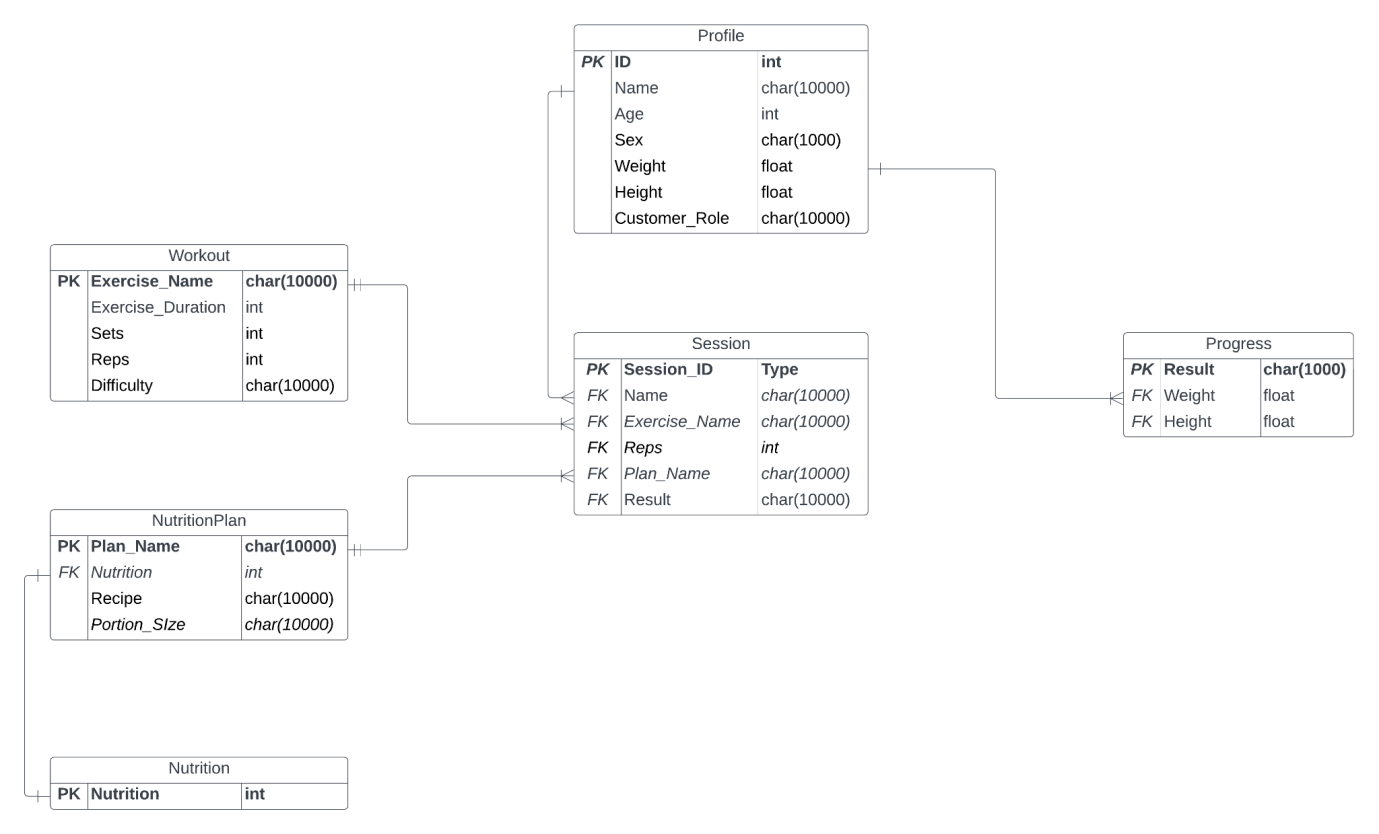 Profile
PK ID int
Name char(10000)
Age int
Sex char(1000)
Weight float
Height float
Customer_Role char(10000)
Workout
PK Exercise_Name char(10000)
Exercise_Duration int
Sets int
Reps int
Difficulty char(10000)
Session
PK Session_ID Type
FK Name char(10000)
FK Exercise_Name char(10000)
FK Reps int
FK Plan_Name char(10000)
FK Result char(10000)
Progress
PK Result char(1000)
FK Weight float
FK Height float
NutritionPlan
PK Plan_Name char(10000)
FK Nutrition int
Recipe char(10000)
Portion_SIze char(10000)
Nutrition
PK Nutrition int